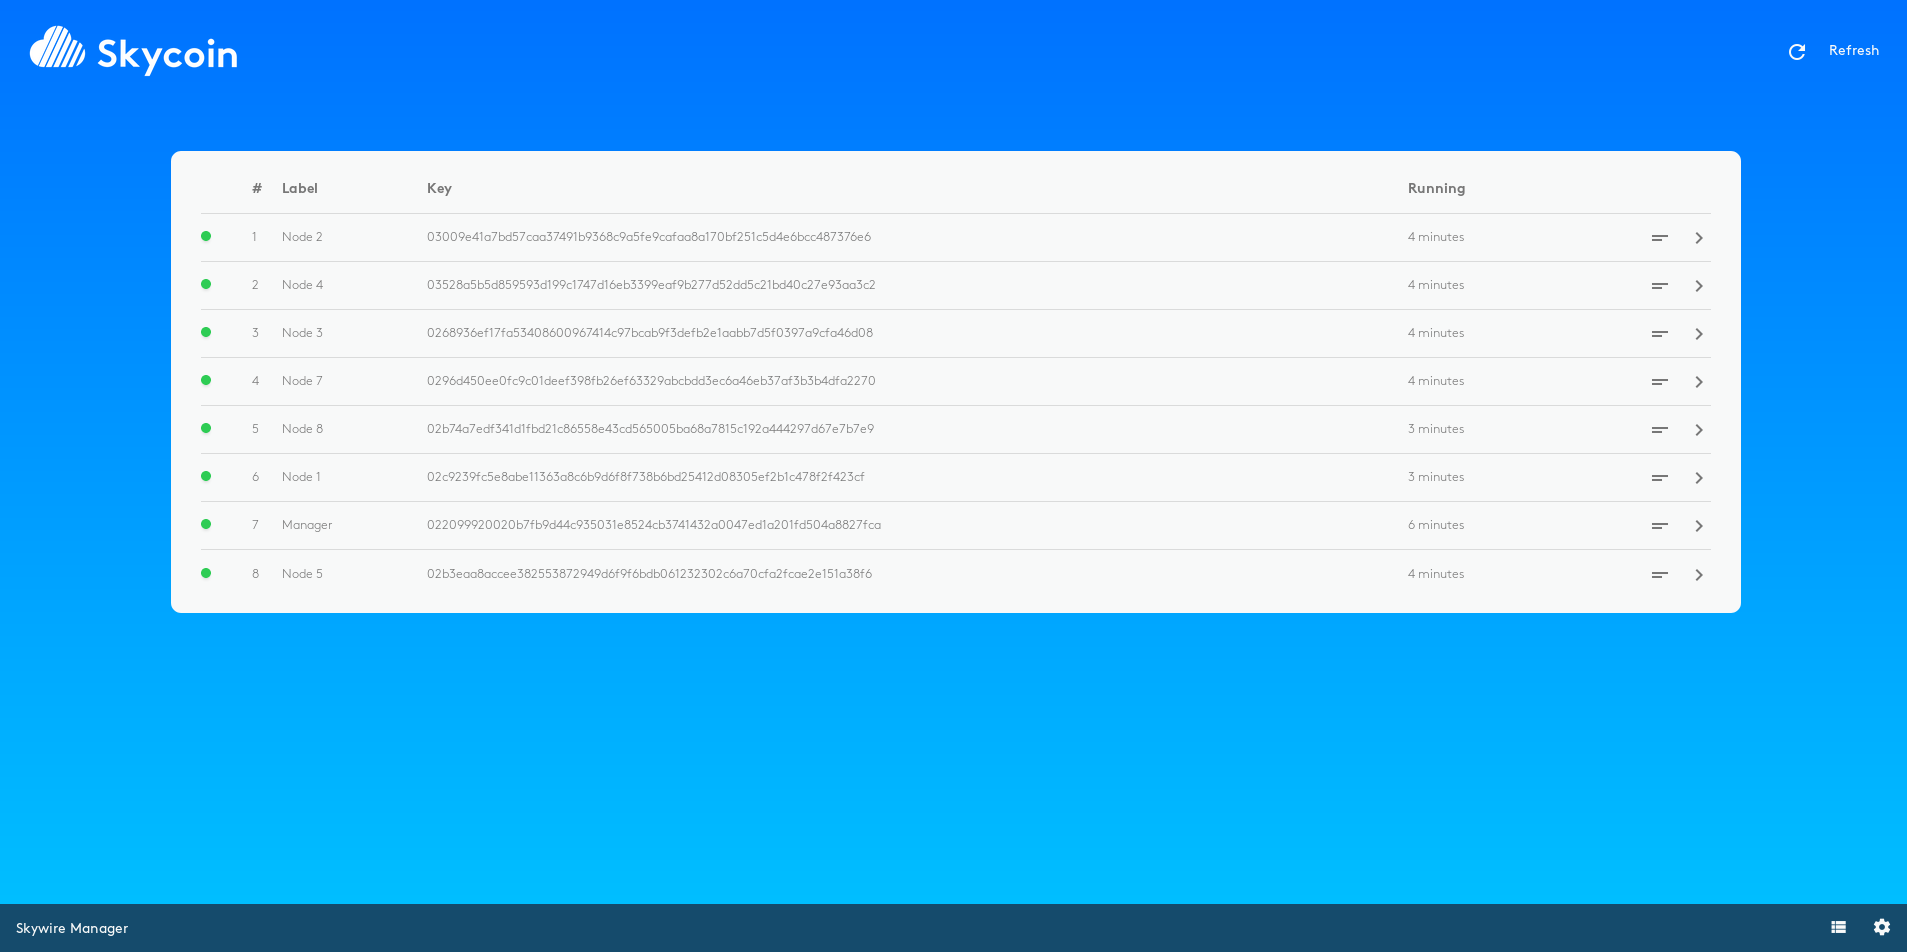 Skycoin
Refresh
# Label Key Running
1 Node 2 03009e41a7bd57caa37491b9368c9a5fe9cafaa8a170bf251c5d4e6bcc487376e6 4 minutes
2 Node 4 03528a5b5d859593d199c1747d16eb3399eaf9b277d52dd5c21bd40c27e93aa3c2 4 minutes
3 Node 3 0268936ef17fa53408600967414c97bcab9f3defb2e1aabb7d5f0397a9cfa46d08 4 minutes
4 Node 7 0296d450ee0fc9c01deef398fb26ef63329abcbdd3ec6a46eb37af3b3b4dfa2270 4 minutes
5 Node 8 02b74a7edf341d1fbd21c86558e43cd565005ba68a7815c192a444297d67e7b7e9 3 minutes
6 Node 1 02c9239fc5e8abe11363a8c6b9d6f8f738b6bd25412d08305ef2b1c478f2f423cf 3 minutes
7 Manager 022099920020b7fb9d44c935031e8524cb3741432a0047ed1a201fd504a8827fca 6 minutes
8 Node 5 02b3eaa8accee382553872949d6f9f6bdb061232302c6a70cfa2fcae2e151a38f6 4 minutes
Skywire Manager